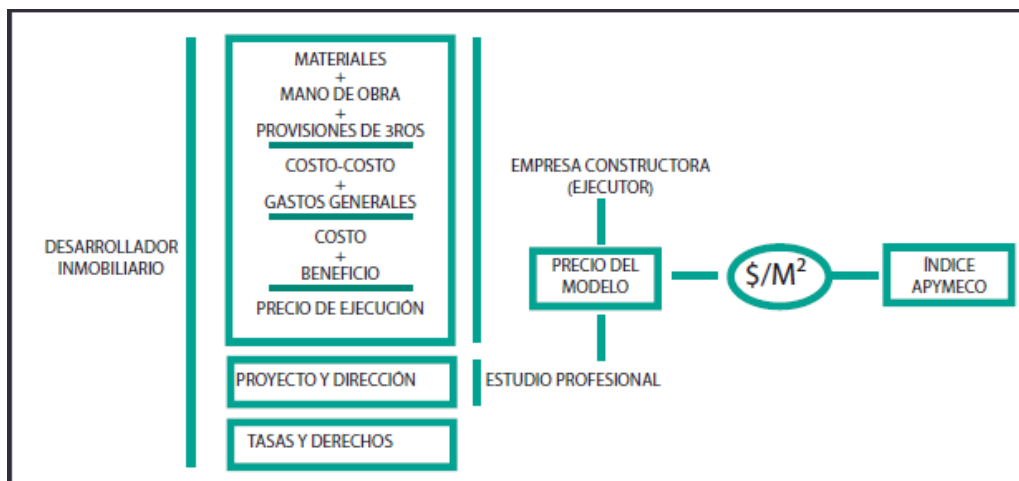 MATERIALES
+
MANO DE OBRA
+
PROVISIONES DE 3ROS
COSTO-COSTO
+
GASTOS GENERALES
COSTO
+
BENEFICIO
PRECIO DE EJECUCIÓN
DESARROLLADOR
INMOBILIARIO
PROYECTO Y DIRECCIÓN
TASAS Y DERECHOS
EMPRESA CONSTRUCTORA
(EJECUTOR)
PRECIO DEL
MODELO
ESTUDIO PROFESIONAL
$/M²
ÍNDICE
APYMECO